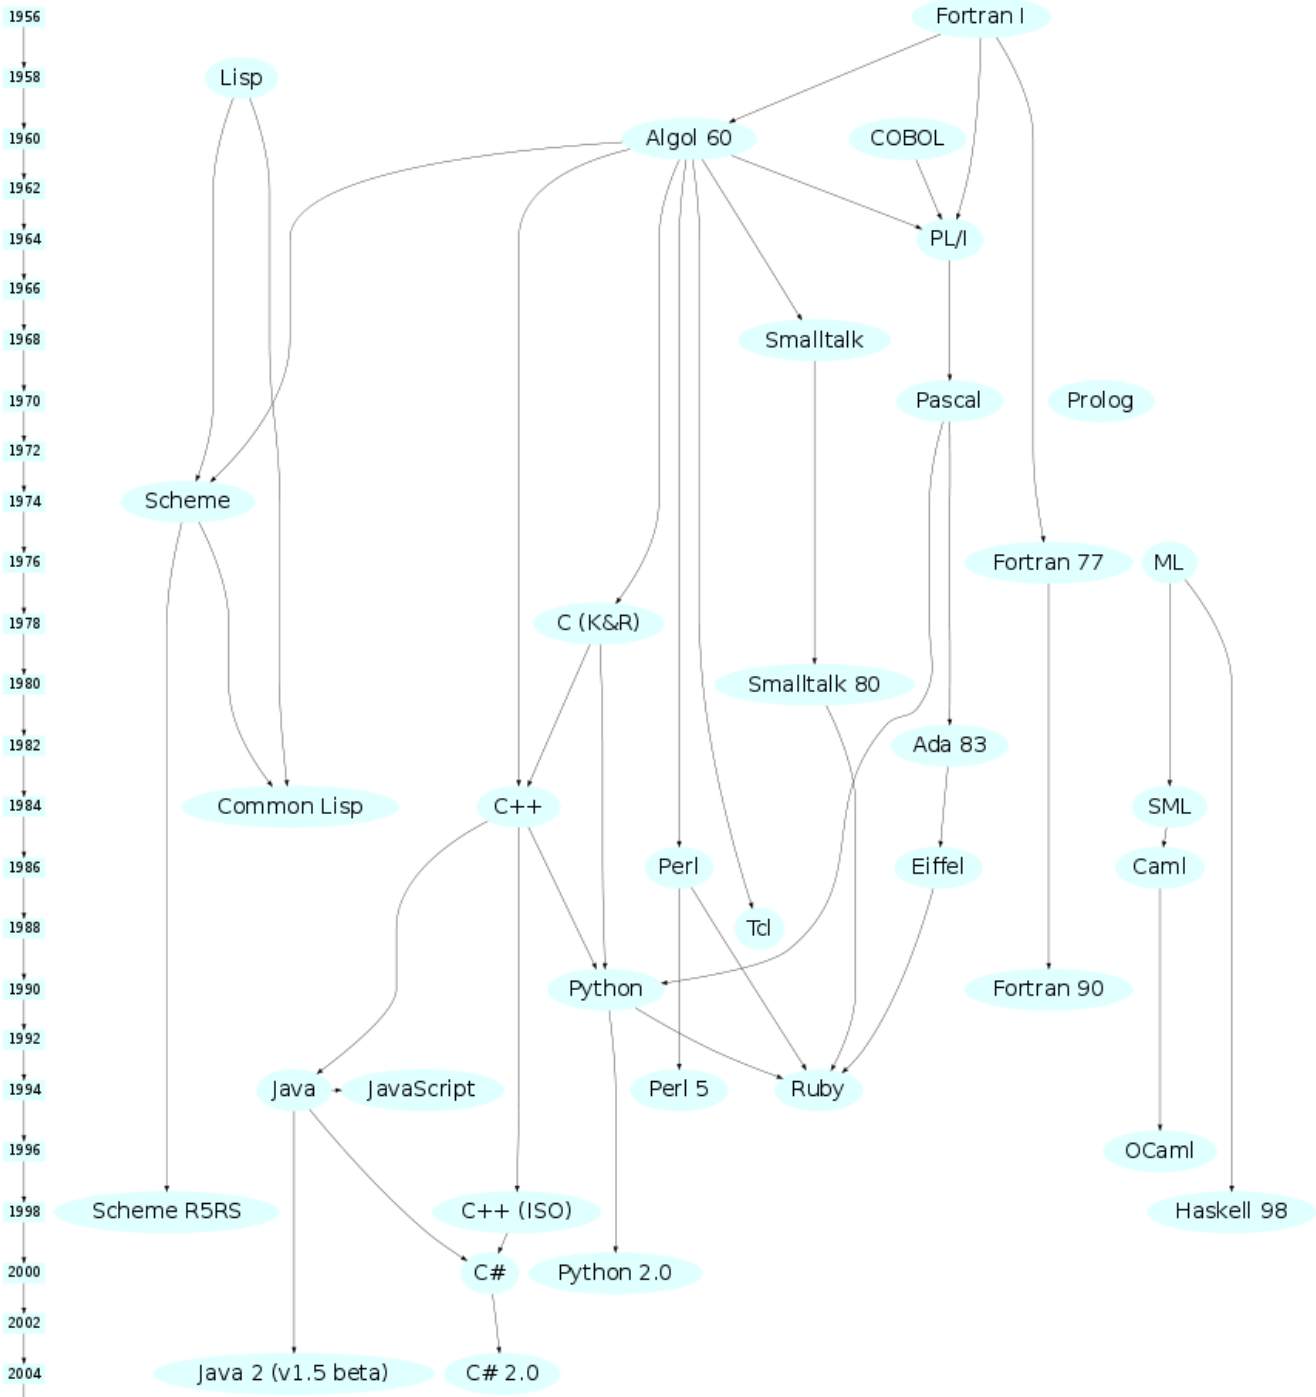 1956 Fortran I
1958 Lisp
1960 Algol 60 COBOL
1962
1964 PL/I
1966
1968 Smalltalk
1970 Pascal Prolog
1972
1974 Scheme
1976 Fortran 77 ML
1978 C (K&R)
1980 Smalltalk 80
1982 Ada 83
1984 Common Lisp C++ SML
1986 Perl Eiffel Caml
1988 Tcl
1990 Python Fortran 90
1992
1994 Java JavaScript Perl 5 Ruby
1996 OCaml
1998 Scheme R5RS C++ (ISO) Haskell 98
2000 C# Python 2.0
2002
2004 Java 2 (v1.5 beta) C# 2.0